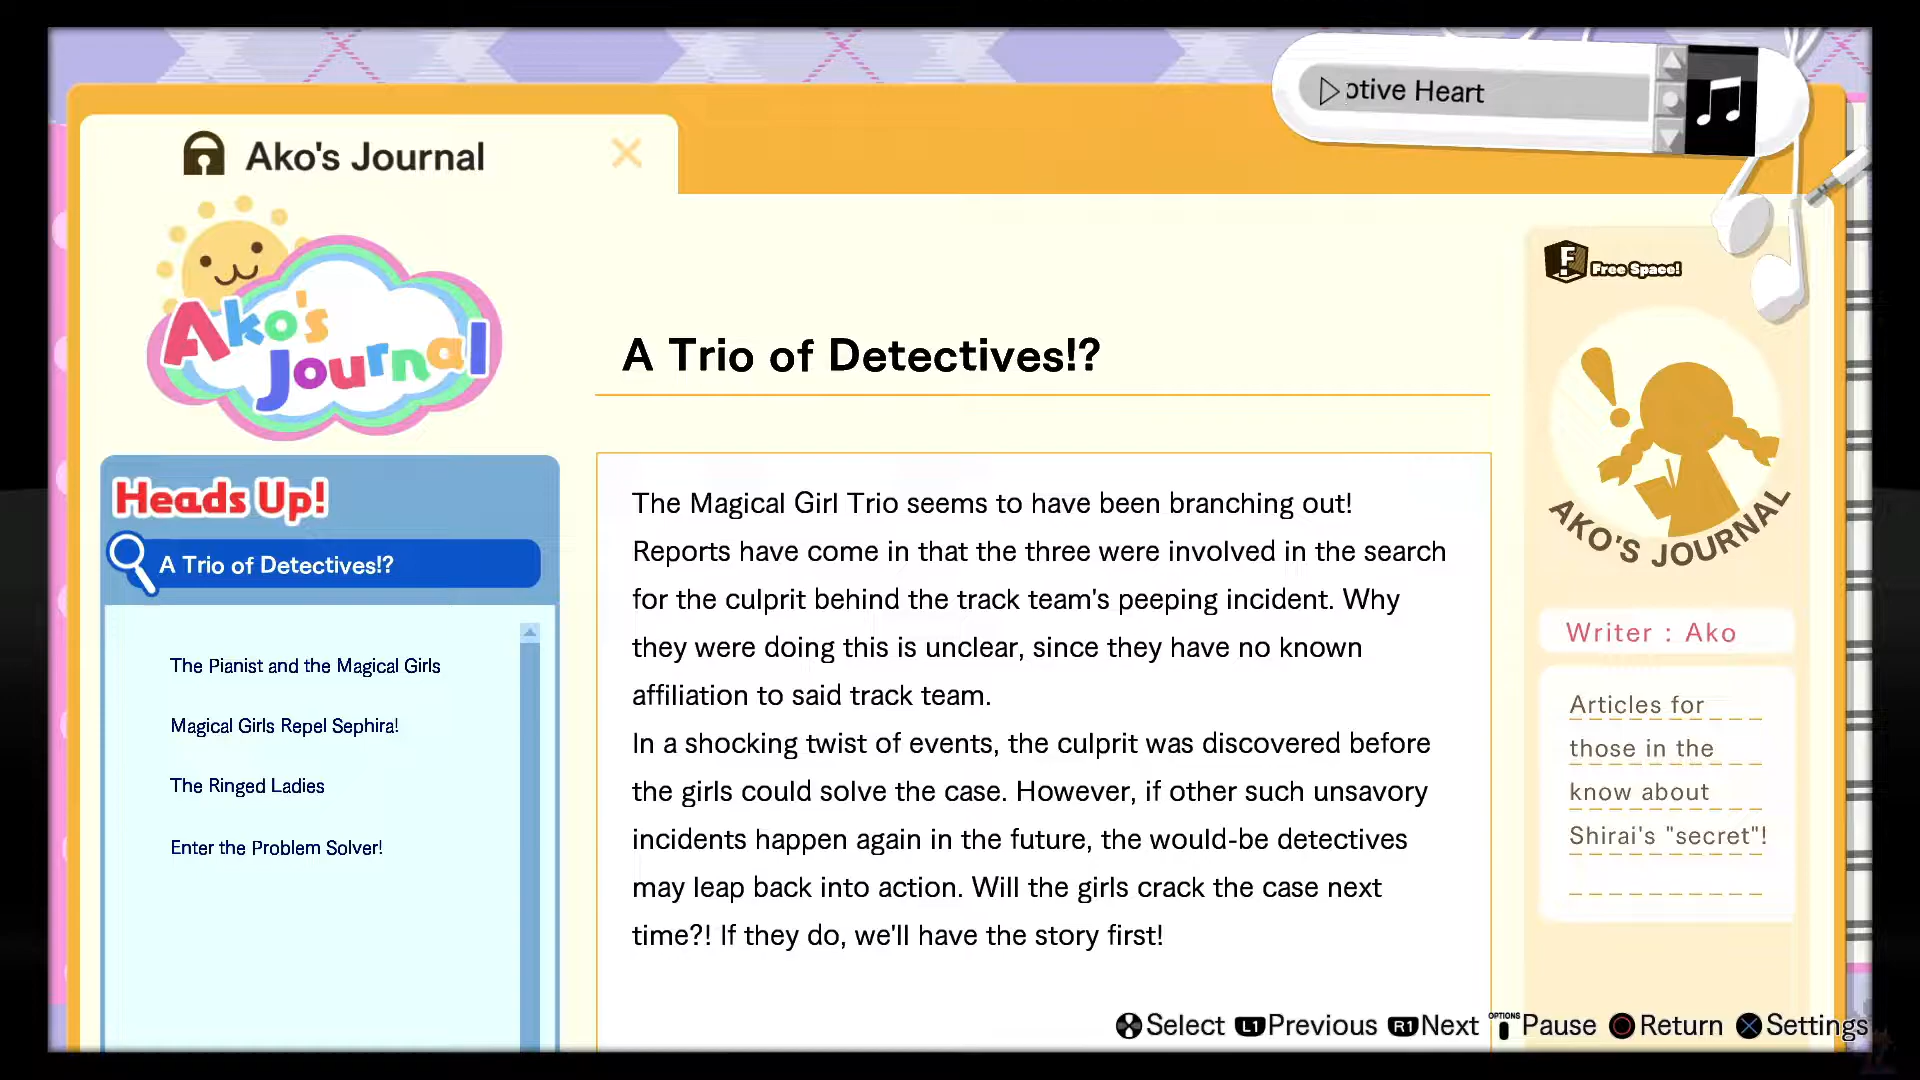 otive Heart
Ako's Journal
Ako's
Journal
Free Space!
A Trio of Detectives!?
AKO'S JOURNAL
Heads Up!
A Trio of Detectives!?
The Pianist and the Magical Girls
Magical Girls Repel Sephira!
The Ringed Ladies
Enter the Problem Solver!
The Magical Girl Trio seems to have been branching out!
Reports have come in that the three were involved in the search
for the culprit behind the track team's peeping incident. Why
they were doing this is unclear, since they have no known
affiliation to said track team.
In a shocking twist of events, the culprit was discovered before
the girls could solve the case. However, if other such unsavory
incidents happen again in the future, the would-be detectives
may leap back into action. Will the girls crack the case next
time?! If they do, we'll have the story first!
Writer : Ako
Articles for
those in the
know about
Shirai's "secret"!
Select L1 Previous R1 Next OPTIONS Pause Return Settings